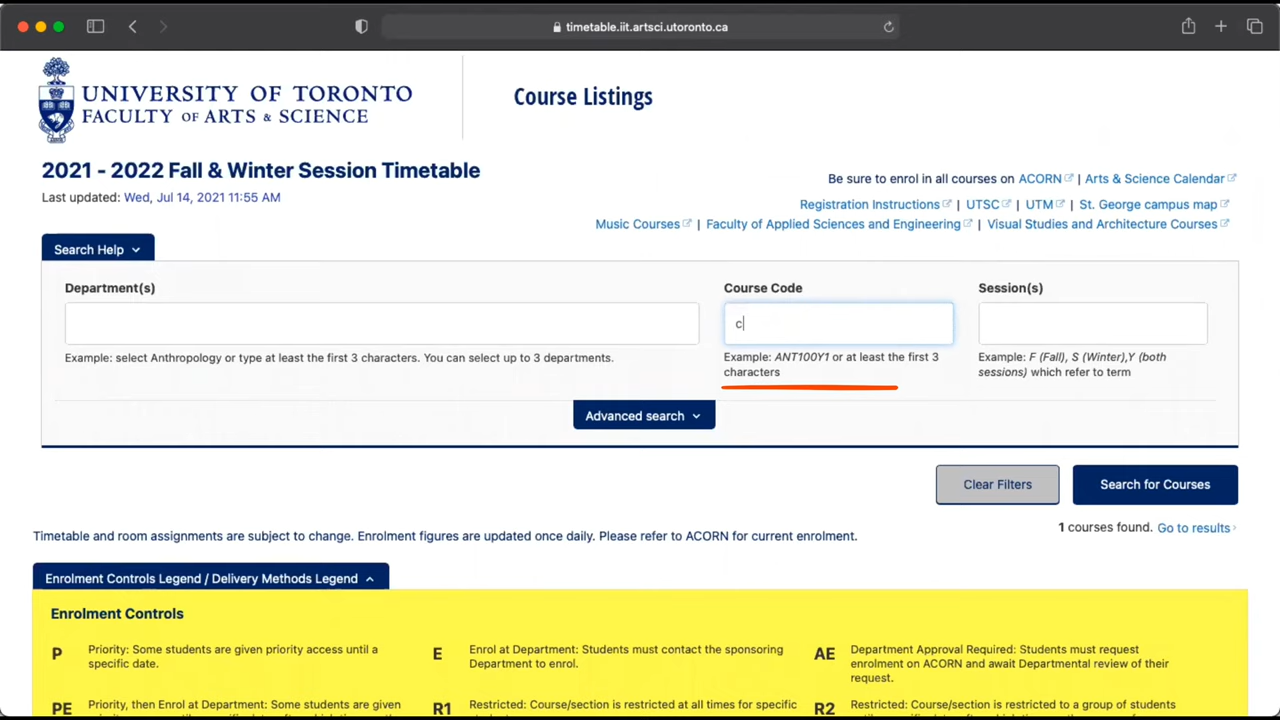 timetable.iit.artsci.utoronto.ca
UNIVERSITY OF TORONTO
FACULTY OF ARTS & SCIENCE
Course Listings
2021 - 2022 Fall & Winter Session Timetable
Last updated: Wed, Jul 14, 2021 11:55 AM
Be sure to enrol in all courses on ACORN | Arts & Science Calendar
Registration Instructions | UTSC | UTM | St. George campus map
Music Courses | Faculty of Applied Sciences and Engineering | Visual Studies and Architecture Courses
Search Help
Department(s)
Example: select Anthropology or type at least the first 3 characters. You can select up to 3 departments.
Course Code
c
Example: ANT100Y1 or at least the first 3
characters
Session(s)
Example: F (Fall), S (Winter),Y (both
sessions) which refer to term
Advanced search
Clear Filters
Search for Courses
1 courses found. Go to results
Timetable and room assignments are subject to change. Enrolment figures are updated once daily. Please refer to ACORN for current enrolment.
Enrolment Controls Legend / Delivery Methods Legend
Enrolment Controls
P
Priority: Some students are given priority access until a
specific date.
E
Enrol at Department: Students must contact the sponsoring
Department to enrol.
AE
Department Approval Required: Students must request
enrolment on ACORN and await Departmental review of their
request.
PE
Priority, then Enrol at Department: Some students are given
R1
Restricted: Course/section is restricted at all times for specific
R2
Restricted: Course/section is restricted to a group of students